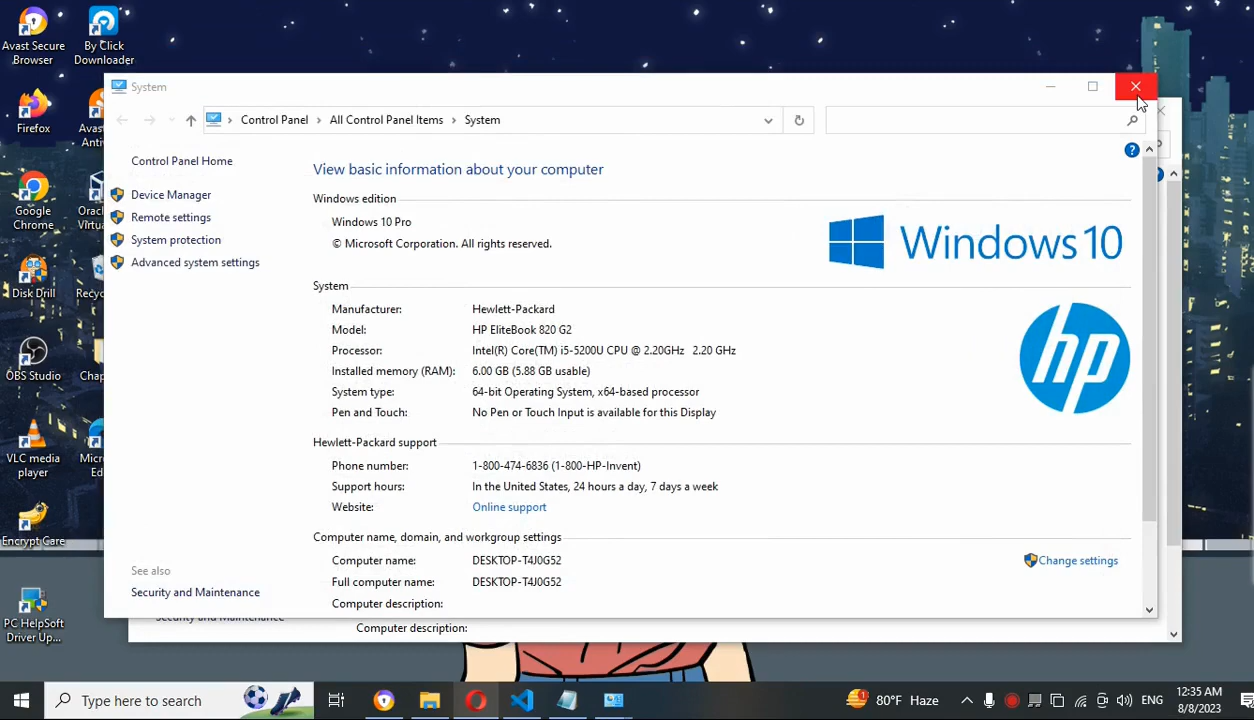 Avast Secure
Browser
By Click
Downloader
Firefox
Avas
Google
Chrome
Disk Drill
Recyc
OBS Studio
Chap
VLC media
player
Micro
Encrypt Care
PC HelpSoft
Driver Up...
System
Control Panel > All Control Panel Items > System
Control Panel Home
Device Manager
Remote settings
System protection
Advanced system settings
See also
Security and Maintenance
View basic information about your computer
Windows edition
Windows 10 Pro
© Microsoft Corporation. All rights reserved.
Windows 10
System
Manufacturer: Hewlett-Packard
Model: HP EliteBook 820 G2
Processor: Intel(R) Core(TM) i5-5200U CPU @ 2.20GHz 2.20 GHz
Installed memory (RAM): 6.00 GB (5.88 GB usable)
System type: 64-bit Operating System, x64-based processor
Pen and Touch: No Pen or Touch Input is available for this Display
hp
Hewlett-Packard support
Phone number: 1-800-474-6836 (1-800-HP-Invent)
Support hours: In the United States, 24 hours a day, 7 days a week
Website: Online support
Computer name, domain, and workgroup settings
Computer name: DESKTOP-T4J0G52
Change settings
Full computer name: DESKTOP-T4J0G52
Computer description:
Computer description:
Type here to search
1
80°F Haze
ENG
12:35 AM
8/8/2023